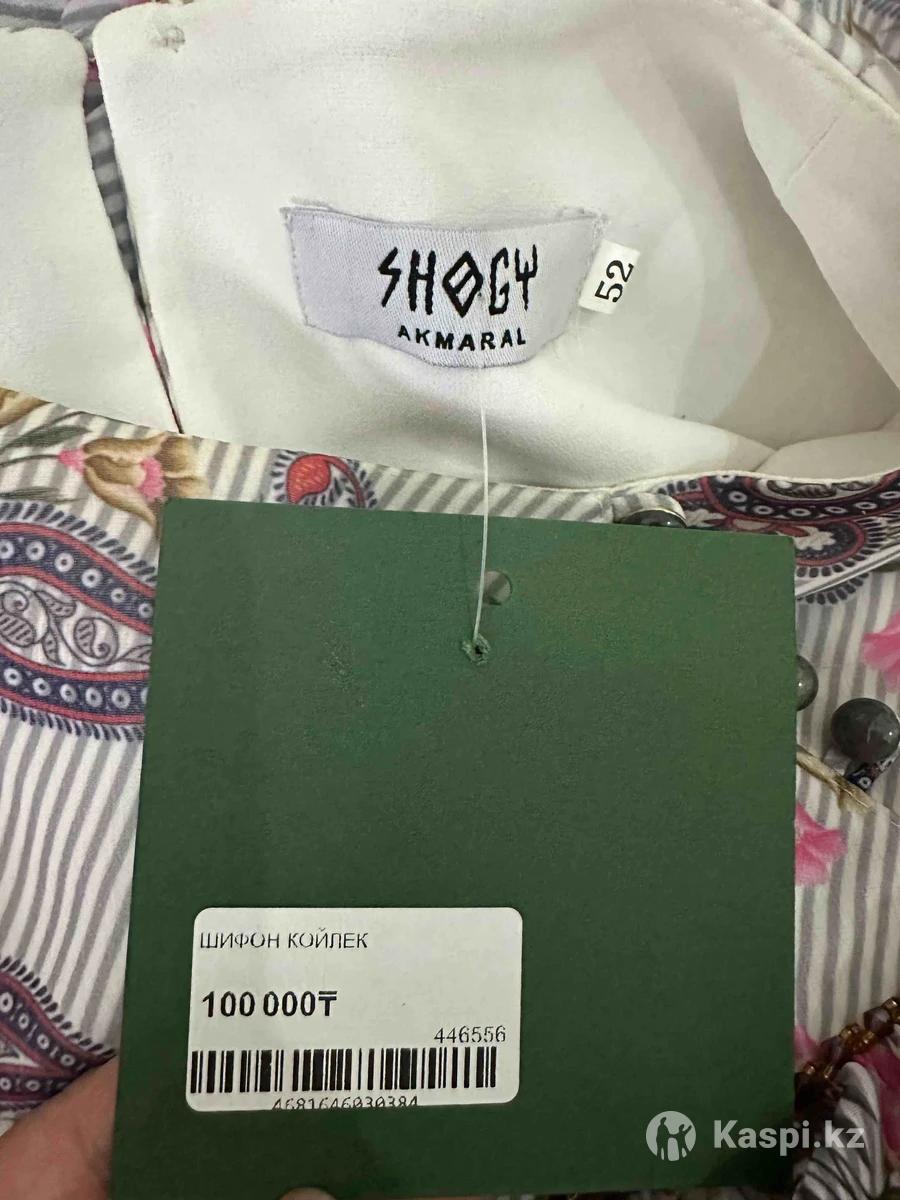 SHOGY
AKMARAL
52
ШИФОН КОЙЛЕК
100 000₸
446556
4681646030384
Kaspi.kz